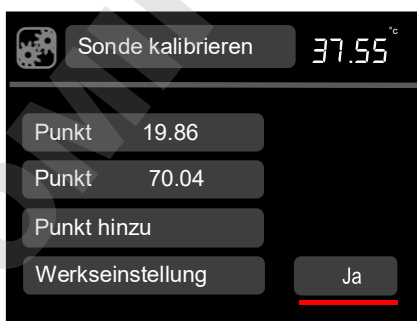 Sonde kalibrieren 37.55 °C
Punkt 19.86
Punkt 70.04
Punkt hinzu
Werkseinstellung Ja